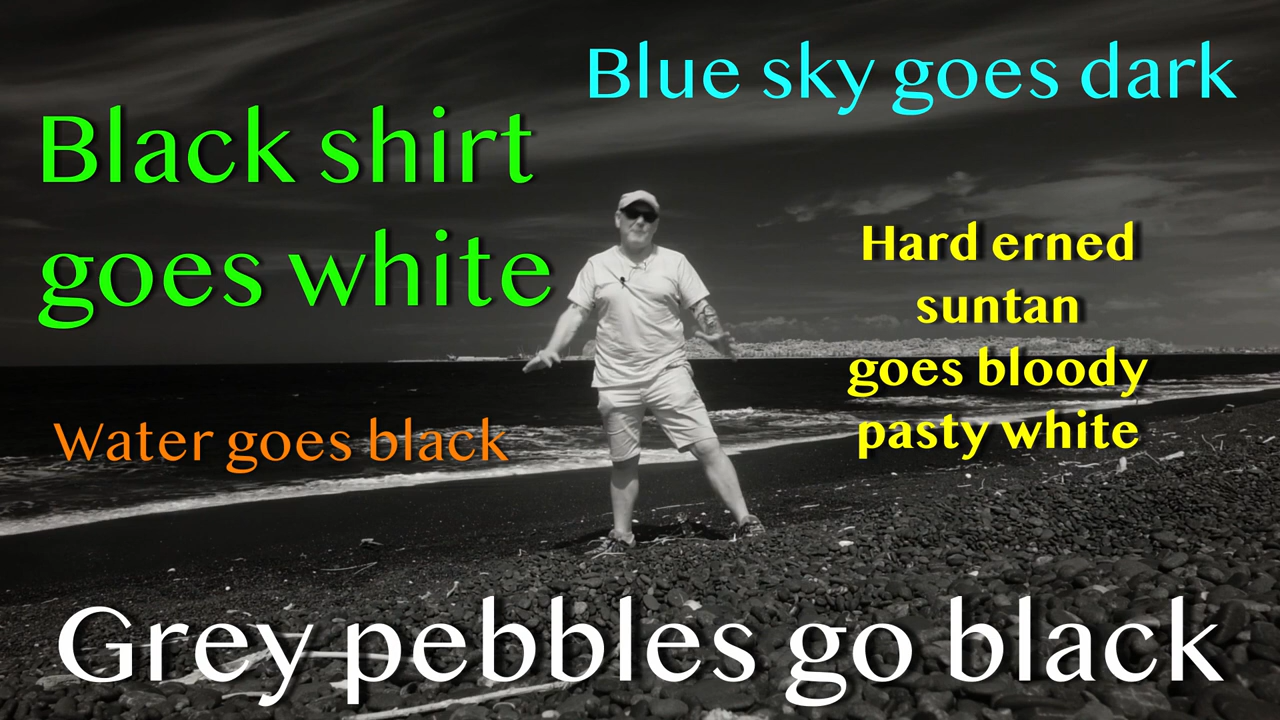 Blue sky goes dark
Black shirt
goes white
Hard erned
suntan
goes bloody
pasty white
Water goes black
Grey pebbles go black